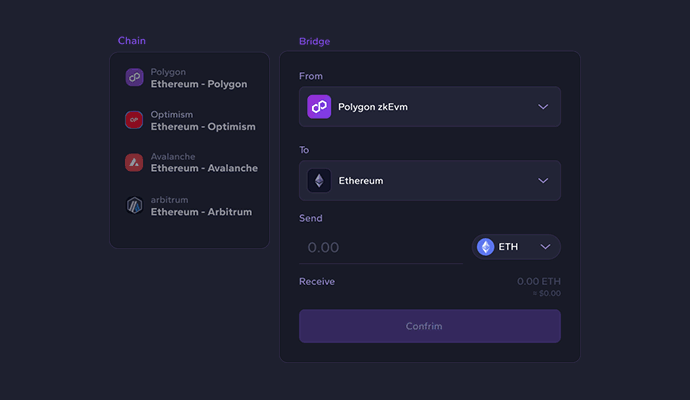 Chain
Polygon
Ethereum - Polygon
Optimism
OP
Ethereum - Optimism
Avalanche
Ethereum - Avalanche
arbitrum
Ethereum - Arbitrum
Bridge
From
Polygon zkEvm
To
Ethereum
Send
0.00
ETH
Receive
0.00 ETH
≈ $0.00
Confrim